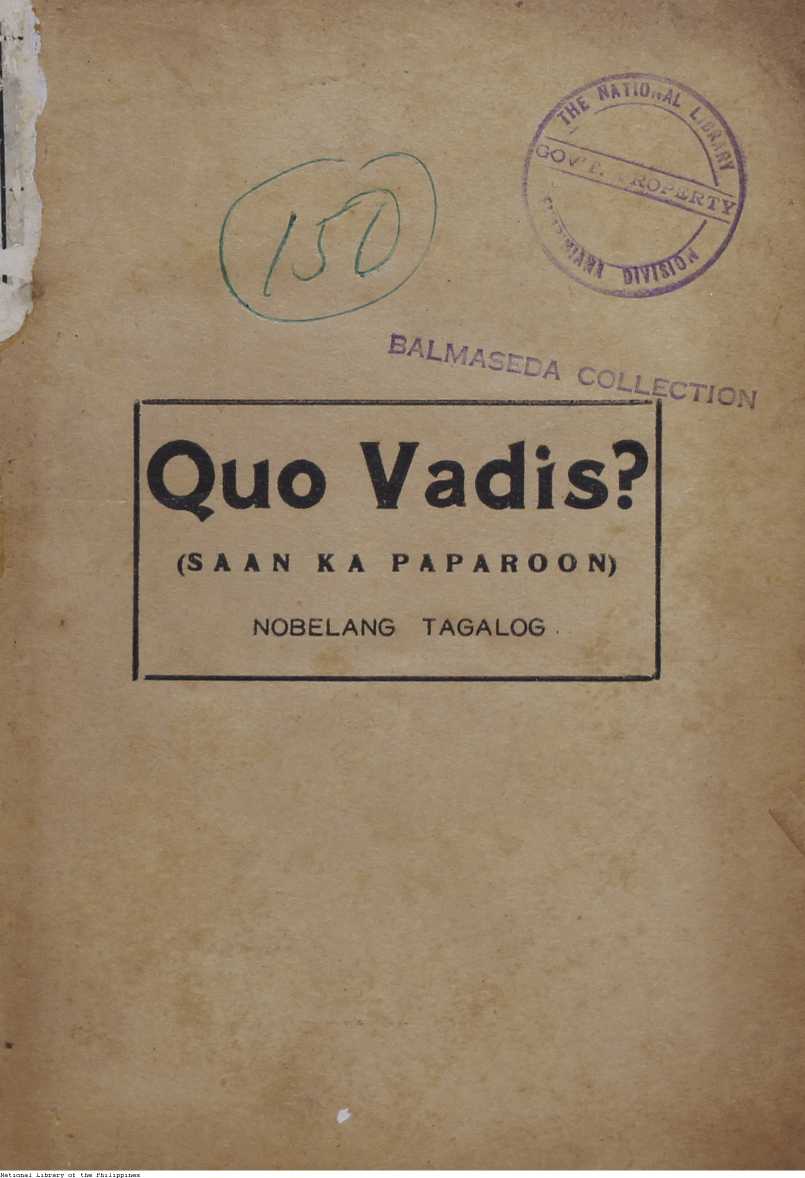 THE NATIONAL LIBRARY
GOV'T. PROPERTY
DIVISION
150
BALMASEDA COLLECTION
Quo Vadis?
(SAAN KA PAPAROON)
NOBELANG TAGALOG
National Library of the Philippines